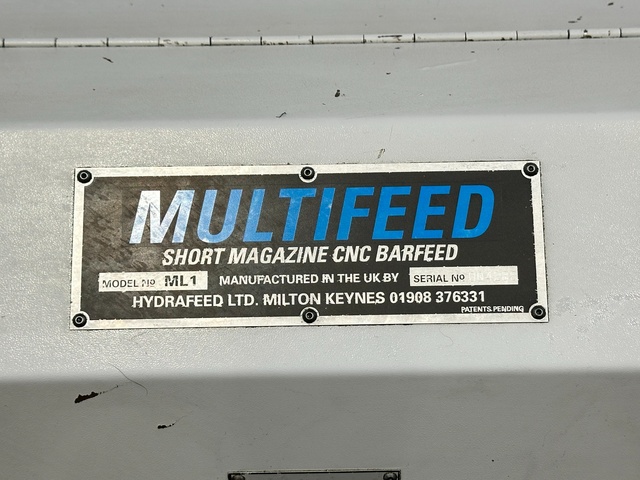 MULTIFEED
SHORT MAGAZINE CNC BARFEED
MODEL No ML1 MANUFACTURED IN THE UK BY SERIAL No
HYDRAFEED LTD. MILTON KEYNES 01908 376331
PATENTS PENDING